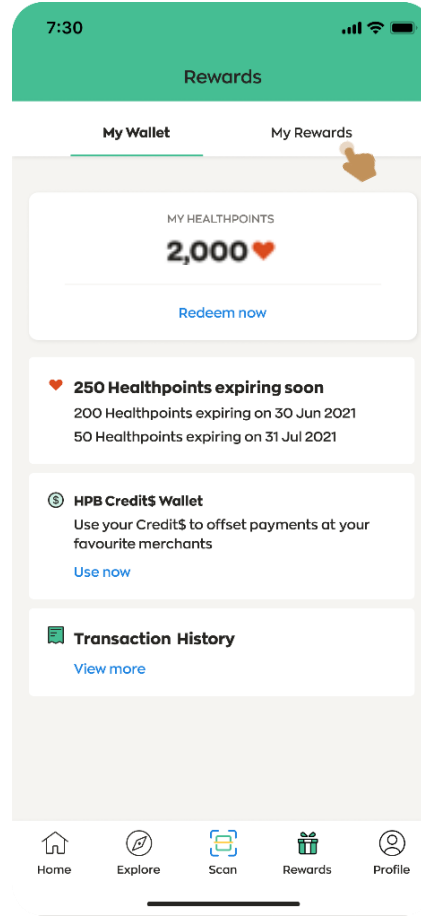 7:30
Rewards
My Wallet
My Rewards
MY HEALTHPOINTS
2,000
Redeem now
250 Healthpoints expiring soon
200 Healthpoints expiring on 30 Jun 2021
50 Healthpoints expiring on 31 Jul 2021
$ HPB Credit$ Wallet
Use your Credit$ to offset payments at your
favourite merchants
Use now
Transaction History
View more
Home
Explore
Scan
Rewards
Profile